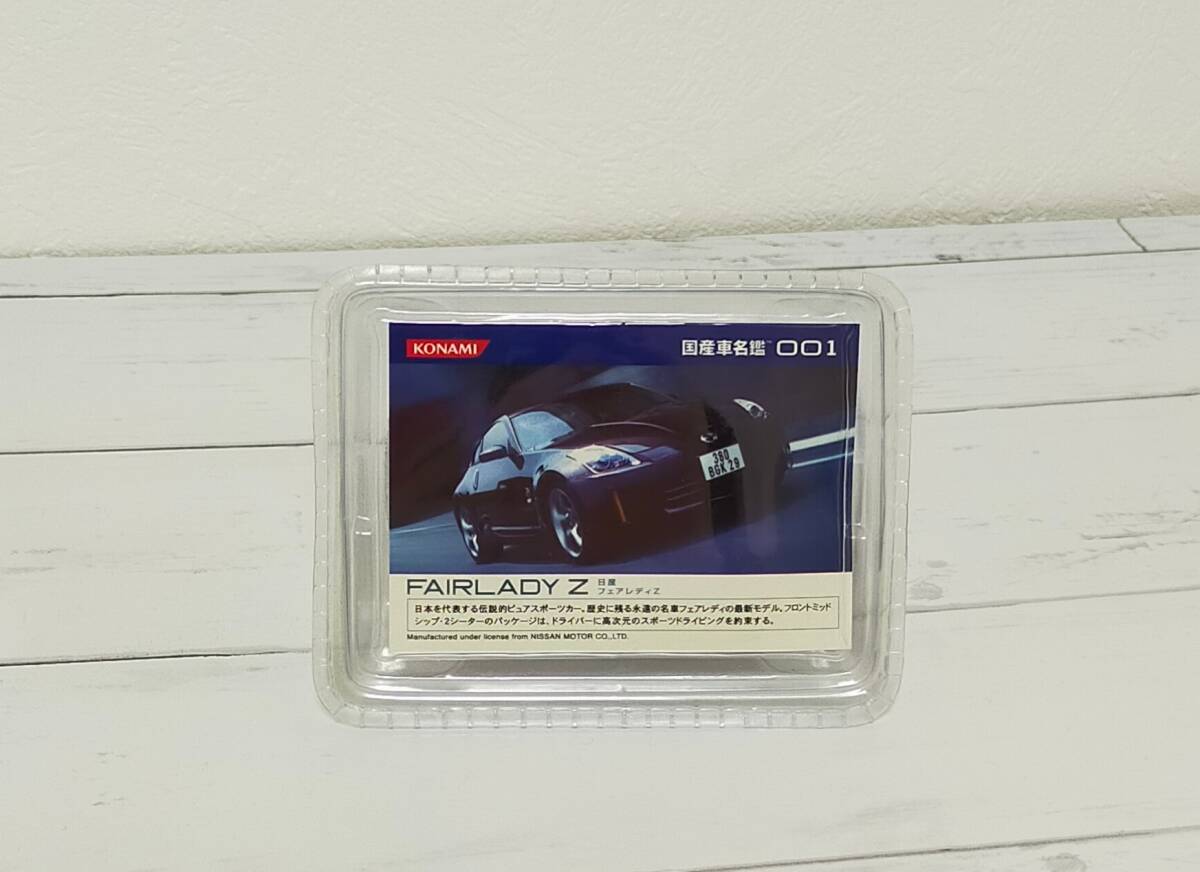 KONAMI
国産車名鑑™ 001
380
BGK 29
FAIRLADY Z
日産
フェアレディZ
日本を代表する伝説的ピュアスポーツカー。歴史に残る永遠の名車フェアレディの最新モデル。フロントミッド
シップ・2シーターのパッケージは、ドライバーに高次元のスポーツドライビングを約束する。
Manufactured under license from NISSAN MOTOR CO.,LTD.